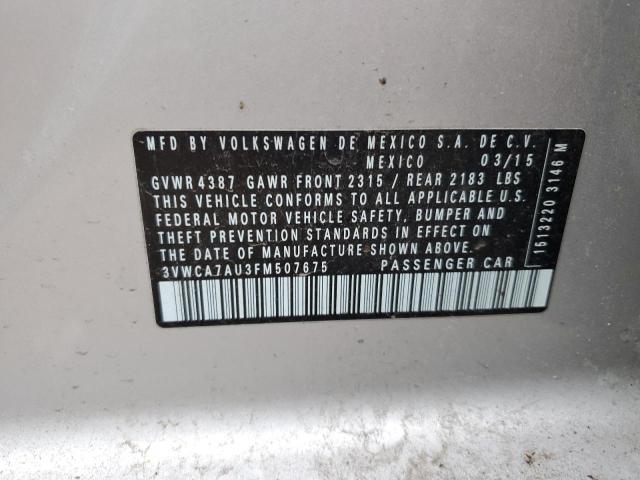 MFD BY VOLKSWAGEN DE MEXICO S.A. DE C.V.
MEXICO 03/15
GVWR 4387 GAWR FRONT 2315 / REAR 2183 LBS
THIS VEHICLE CONFORMS TO ALL APPLICABLE U.S.
FEDERAL MOTOR VEHICLE SAFETY, BUMPER AND
THEFT PREVENTION STANDARDS IN EFFECT ON
THE DATE OF MANUFACTURE SHOWN ABOVE.
3VWCA7AU3FM507675 PASSENGER CAR
1513220 3146 M